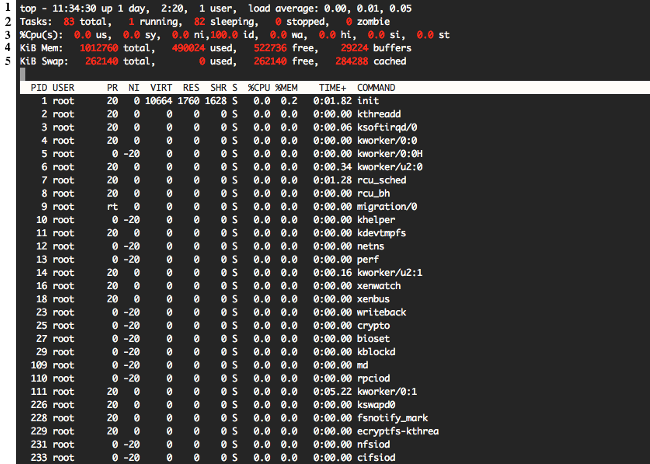 1 top - 11:34:30 up 1 day, 2:20, 1 user, load average: 0.00, 0.01, 0.05
2 Tasks: 83 total, 1 running, 82 sleeping, 0 stopped, 0 zombie
3 %Cpu(s): 0.0 us, 0.0 sy, 0.0 ni,100.0 id, 0.0 wa, 0.0 hi, 0.0 si, 0.0 st
4 KiB Mem: 1012760 total, 490024 used, 522736 free, 29224 buffers
5 KiB Swap: 262140 total, 0 used, 262140 free, 284288 cached
PID USER PR NI VIRT RES SHR S %CPU %MEM TIME+ COMMAND
1 root 20 0 10664 1760 1628 S 0.0 0.2 0:01.82 init
2 root 20 0 0 0 0 S 0.0 0.0 0:00.00 kthreadd
3 root 20 0 0 0 0 S 0.0 0.0 0:00.06 ksoftirqd/0
4 root 20 0 0 0 0 S 0.0 0.0 0:00.00 kworker/0:0
5 root 0 -20 0 0 0 S 0.0 0.0 0:00.00 kworker/0:0H
6 root 20 0 0 0 0 S 0.0 0.0 0:00.34 kworker/u2:0
7 root 20 0 0 0 0 S 0.0 0.0 0:01.28 rcu_sched
8 root 20 0 0 0 0 S 0.0 0.0 0:00.00 rcu_bh
9 root rt 0 0 0 0 S 0.0 0.0 0:00.00 migration/0
10 root 0 -20 0 0 0 S 0.0 0.0 0:00.00 khelper
11 root 20 0 0 0 0 S 0.0 0.0 0:00.00 kdevtmpfs
12 root 0 -20 0 0 0 S 0.0 0.0 0:00.00 netns
13 root 0 -20 0 0 0 S 0.0 0.0 0:00.00 perf
14 root 20 0 0 0 0 S 0.0 0.0 0:00.16 kworker/u2:1
16 root 20 0 0 0 0 S 0.0 0.0 0:00.00 xenwatch
18 root 20 0 0 0 0 S 0.0 0.0 0:00.00 xenbus
23 root 0 -20 0 0 0 S 0.0 0.0 0:00.00 writeback
25 root 0 -20 0 0 0 S 0.0 0.0 0:00.00 crypto
27 root 0 -20 0 0 0 S 0.0 0.0 0:00.00 bioset
29 root 0 -20 0 0 0 S 0.0 0.0 0:00.00 kblockd
109 root 0 -20 0 0 0 S 0.0 0.0 0:00.00 md
110 root 0 -20 0 0 0 S 0.0 0.0 0:00.00 rpciod
111 root 20 0 0 0 0 S 0.0 0.0 0:05.22 kworker/0:1
226 root 20 0 0 0 0 S 0.0 0.0 0:00.00 kswapd0
228 root 20 0 0 0 0 S 0.0 0.0 0:00.00 fsnotify_mark
229 root 20 0 0 0 0 S 0.0 0.0 0:00.00 ecryptfs-kthrea
231 root 0 -20 0 0 0 S 0.0 0.0 0:00.00 nfsiod
233 root 0 -20 0 0 0 S 0.0 0.0 0:00.00 cifsiod